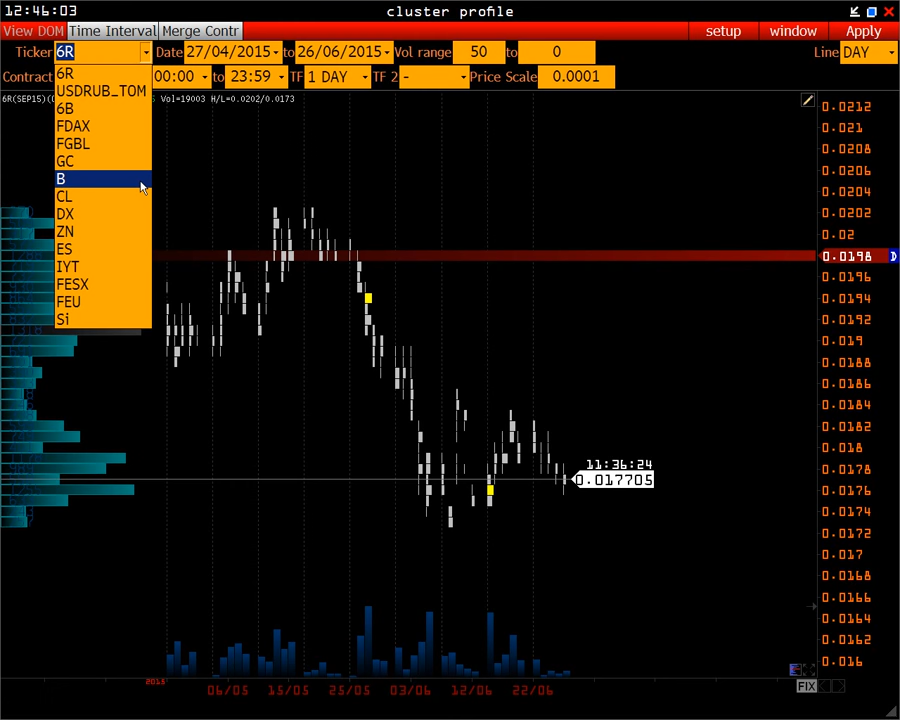 12:46:03
cluster profile
View DOM Time Interval Merge Contr
setup window Apply
Ticker 6R Date 27/04/2015 to 26/06/2015 Vol range 50 to 0 Line DAY
Contract 00:00 to 23:59 TF 1 DAY TF 2 - Price Scale 0.0001
6R
USDRUB_TOM
6B
FDAX
FGBL
GC
B
CL
DX
ZN
ES
IYT
FESX
FEU
Si
6R(SEP15)( Vol=19003 H/L=0.0202/0.0173
0.0212
0.021
0.0208
0.0206
0.0204
0.0202
0.02
0.0198 D
0.0196
0.0194
0.0192
0.019
0.0188
0.0186
0.0184
0.0182
0.018
0.0178
0.0176
0.0174
0.0172
0.017
0.0168
0.0166
0.0164
0.0162
0.016
11:36:24
0.017705
2015
06/05 15/05 25/05 03/06 12/06 22/06
FIX